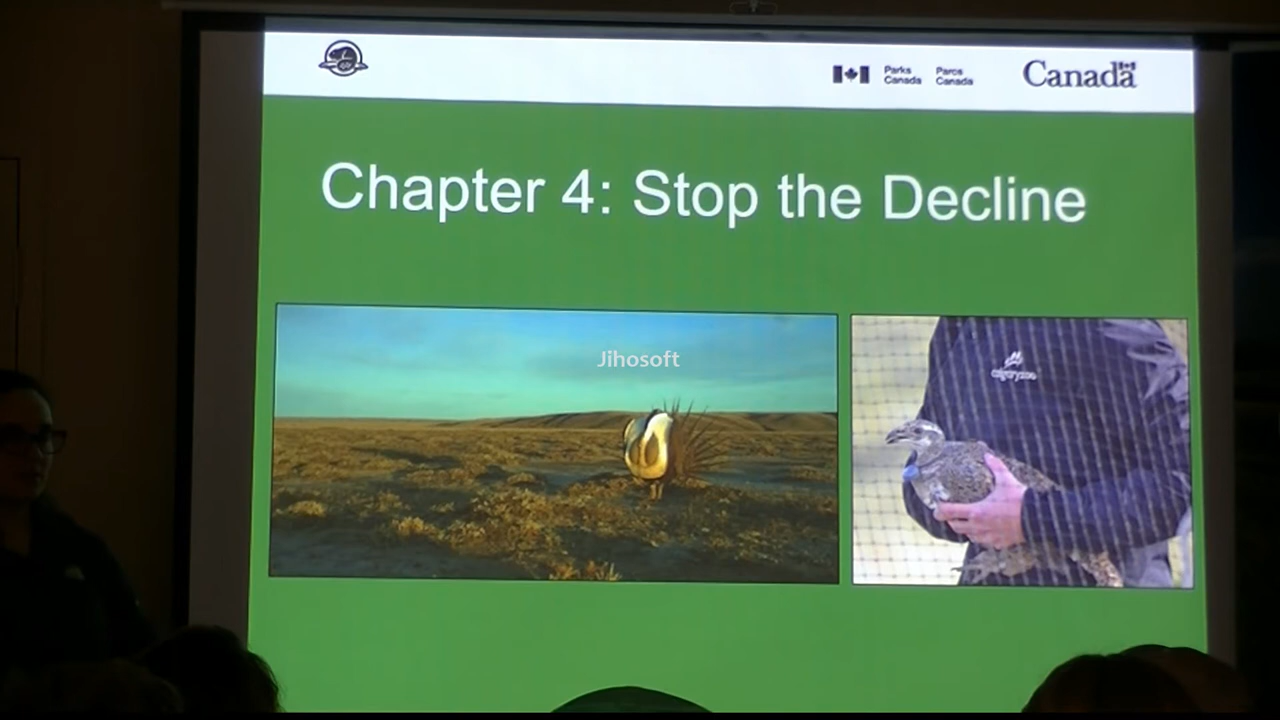 Parks Canada
Parcs Canada
Canada
Chapter 4: Stop the Decline
Jihosoft
calgaryzoo